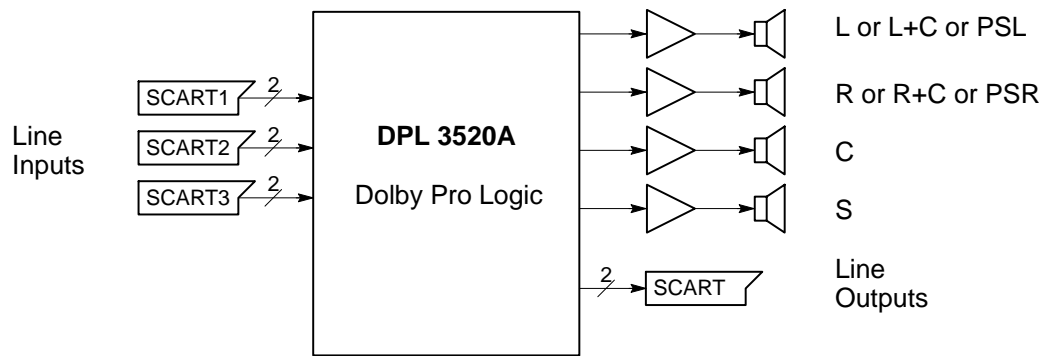 L or L+C or PSL
SCART1
2
R or R+C or PSR
Line
Inputs
SCART2
2
DPL 3520A
C
SCART3
2
Dolby Pro Logic
S
2
SCART
Line
Outputs